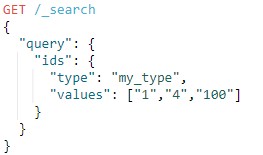 GET /_search
{
  "query": {
    "ids": {
      "type": "my_type",
      "values": ["1","4","100"]
    }
  }
}